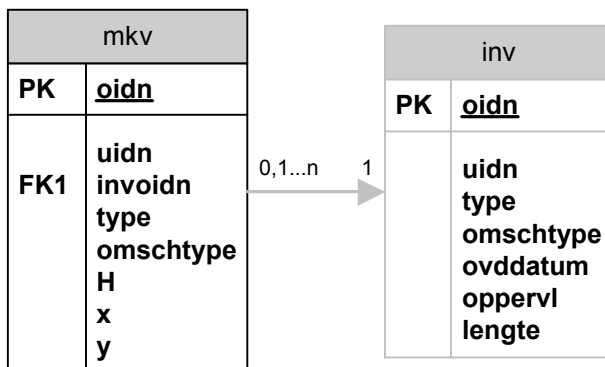 mkv
PK oidn
uidn
FK1 invoidn
type
omschtype
H
x
y
0,1...n 1
inv
PK oidn
uidn
type
omschtype
ovddatum
oppervl
lengte